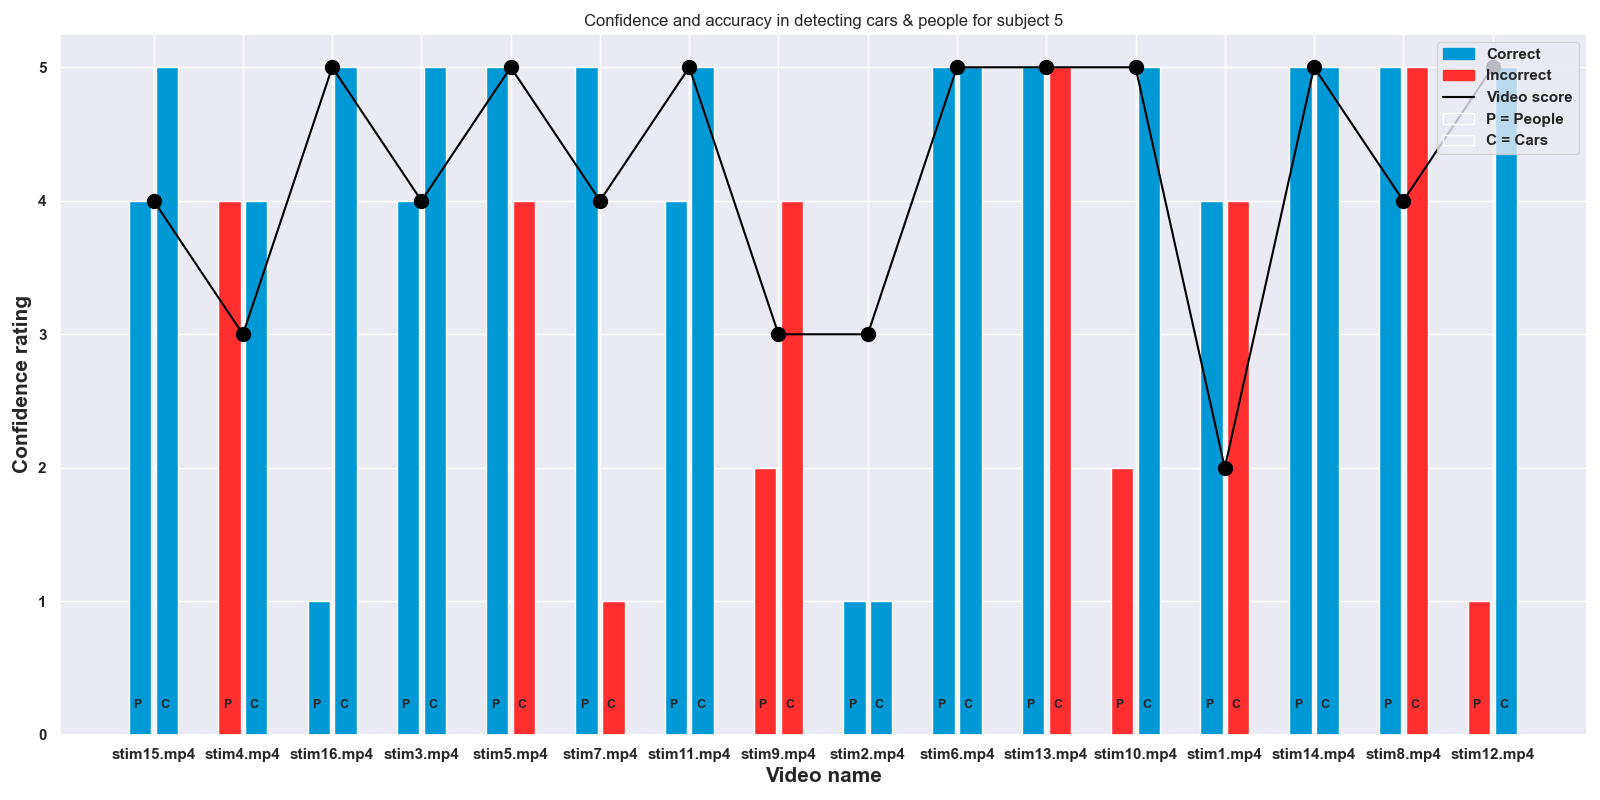 Confidence and accuracy in detecting cars & people for subject 5
Correct
Incorrect
Video score
P = People
C = Cars
Confidence rating
5
4
3
2
1
0
P C P C P C P C P C P C P C P C P C P C P C P C P C P C P C P C
stim15.mp4 stim4.mp4 stim16.mp4 stim3.mp4 stim5.mp4 stim7.mp4 stim11.mp4 stim9.mp4 stim2.mp4 stim6.mp4 stim13.mp4 stim10.mp4 stim1.mp4 stim14.mp4 stim8.mp4 stim12.mp4
Video name